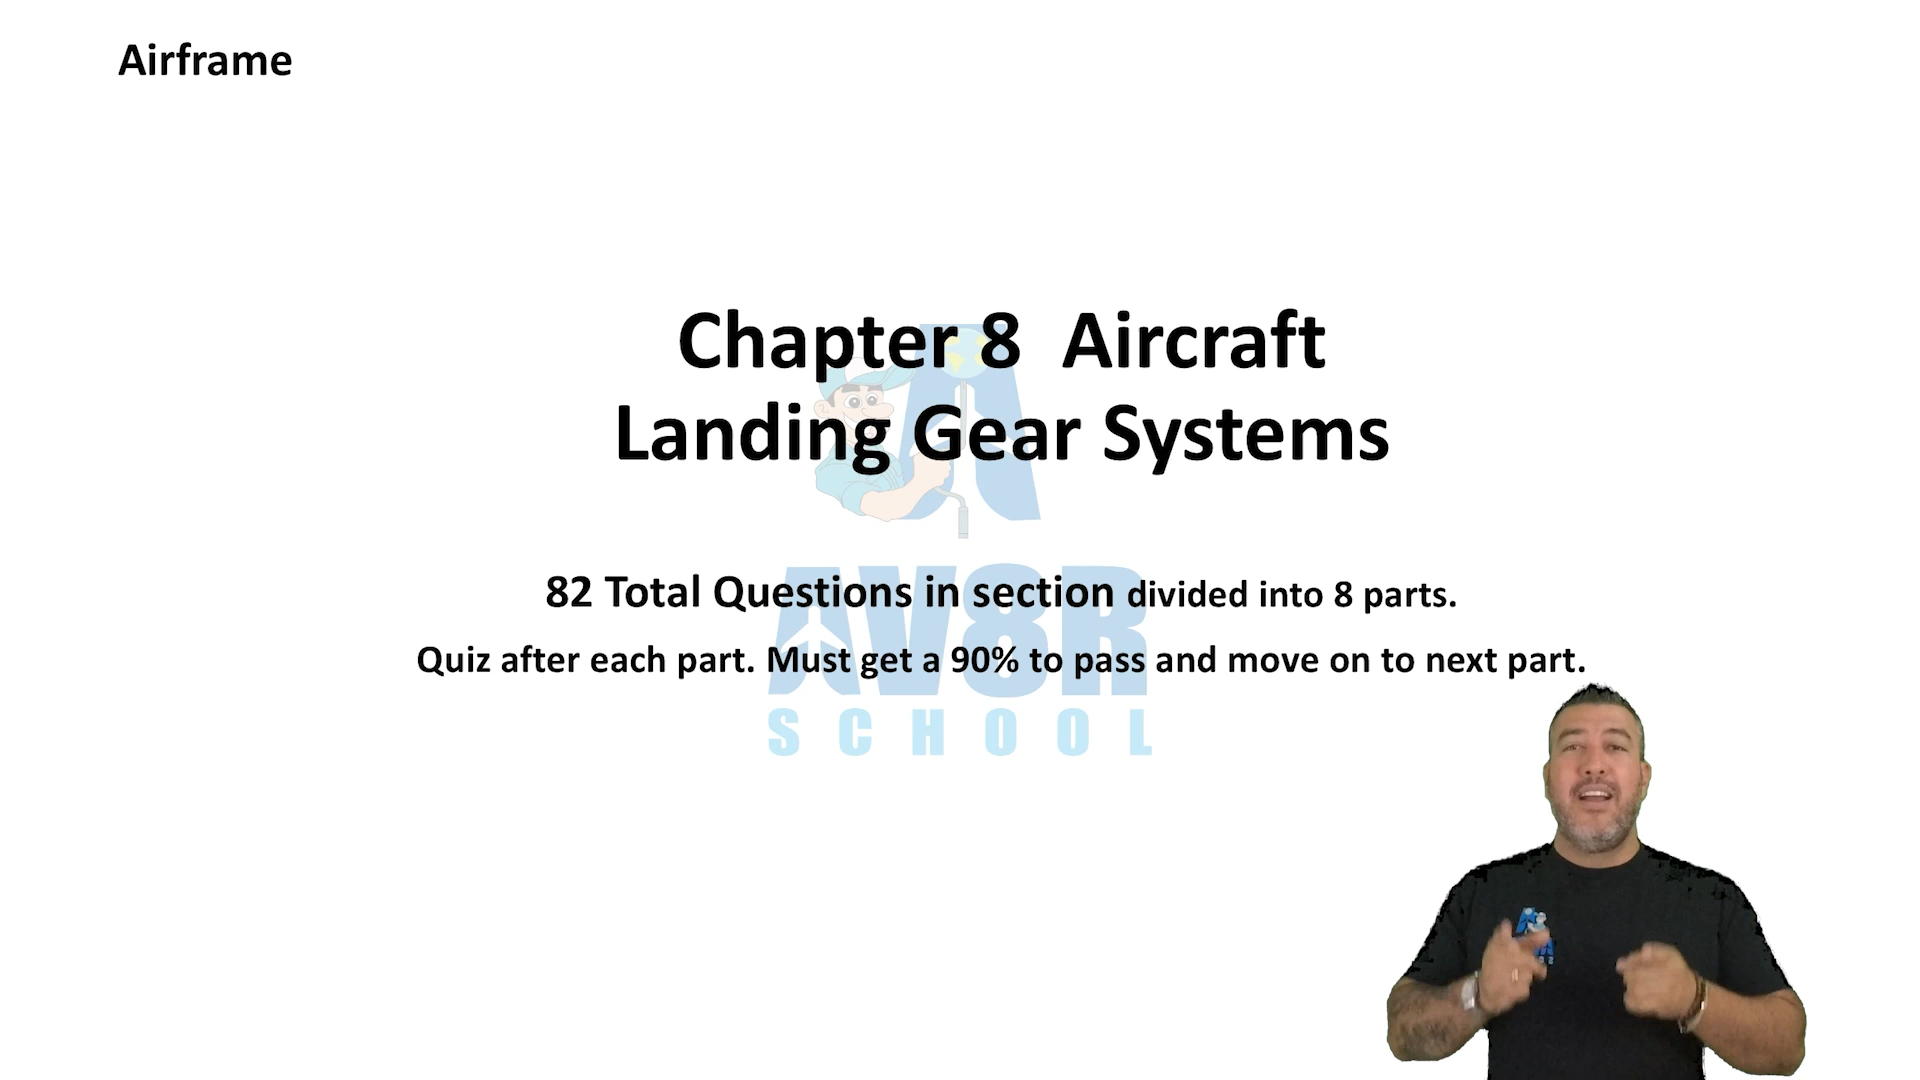 Airframe
Chapter 8 Aircraft
Landing Gear Systems
82 Total Questions in section divided into 8 parts.
Quiz after each part. Must get a 90% to pass and move on to next part.
AV8R
SCHOOL